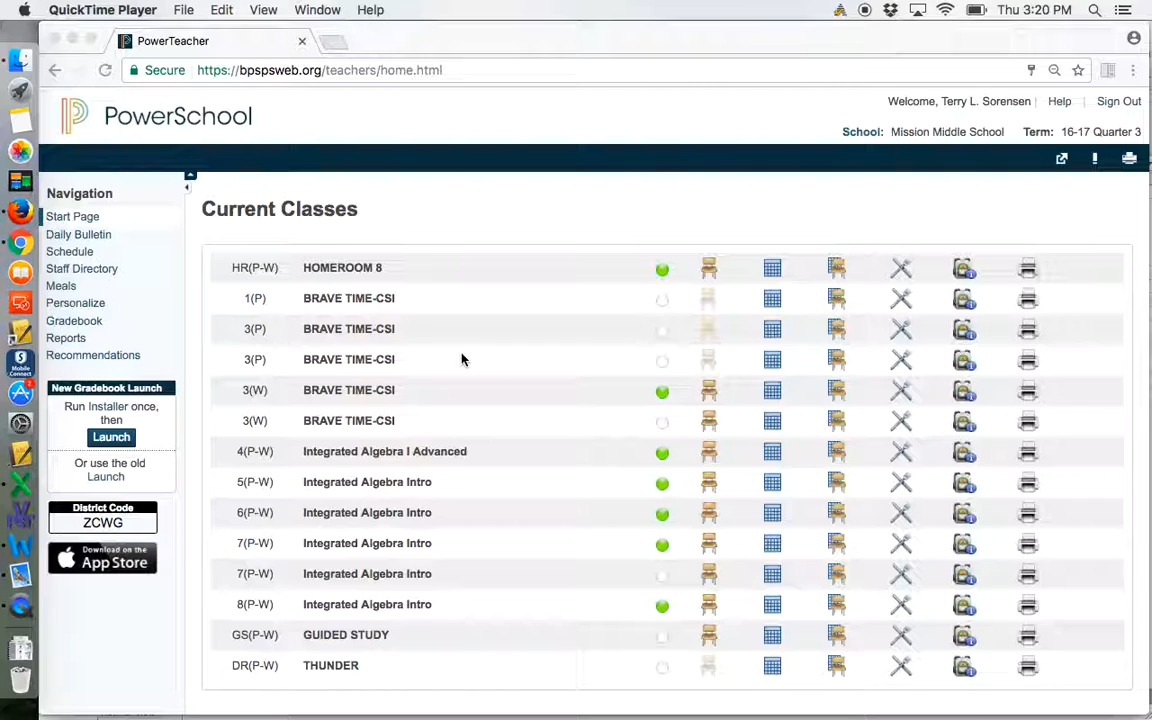 QuickTime Player File Edit View Window Help Thu 3:20 PM
PowerTeacher
Secure https://bpspsweb.org/teachers/home.html
PowerSchool
Welcome, Terry L. Sorensen Help Sign Out
School: Mission Middle School Term: 16-17 Quarter 3
Navigation
Start Page
Daily Bulletin
Schedule
Staff Directory
Meals
Personalize
Gradebook
Reports
Recommendations
New Gradebook Launch
Run Installer once,
then
Launch
Or use the old
Launch
District Code
ZCWG
Download on the
App Store
Current Classes
HR(P-W) HOMEROOM 8
1(P) BRAVE TIME-CSI
3(P) BRAVE TIME-CSI
3(P) BRAVE TIME-CSI
3(W) BRAVE TIME-CSI
3(W) BRAVE TIME-CSI
4(P-W) Integrated Algebra I Advanced
5(P-W) Integrated Algebra Intro
6(P-W) Integrated Algebra Intro
7(P-W) Integrated Algebra Intro
7(P-W) Integrated Algebra Intro
8(P-W) Integrated Algebra Intro
GS(P-W) GUIDED STUDY
DR(P-W) THUNDER